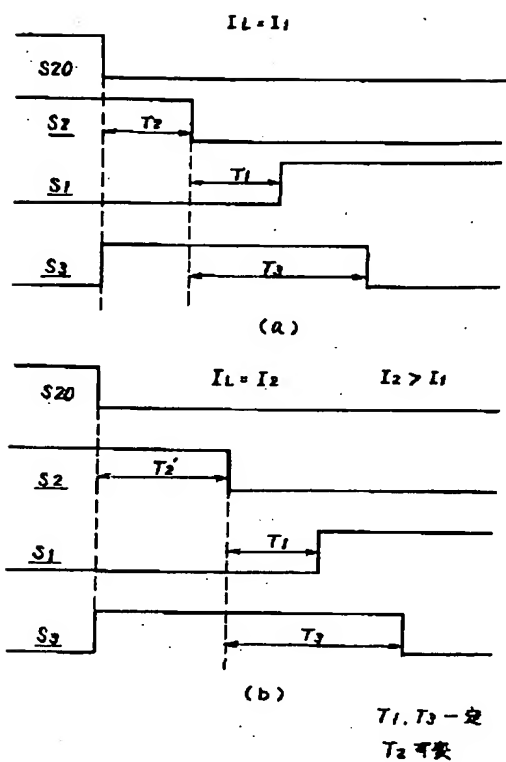 IL = I1
S20
S2
T2
S1
T1
S3
T3
(a)
S20
IL = I2 I2 > I1
S2
T2'
S1
T1
S3
T3
(b)
T1, T3 一定
T2 可変